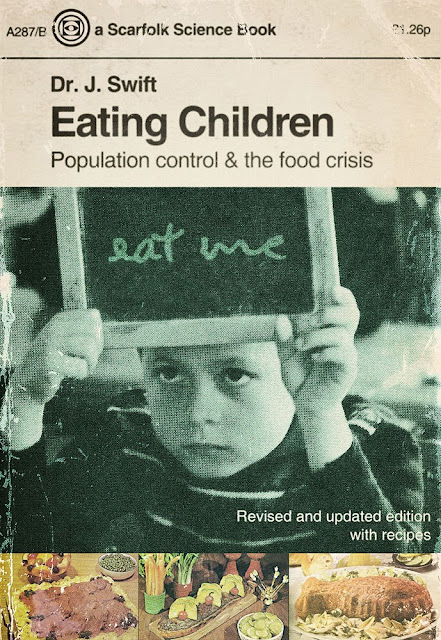 A287/B
a Scarfolk Science Book
Dr. J. Swift
Eating Children
Population control & the food crisis
eat me
Revised and updated edition
with recipes